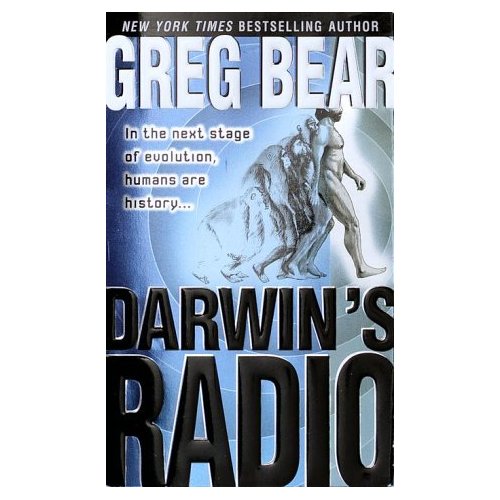 NEW YORK TIMES BESTSELLING AUTHOR
GREG BEAR
In the next stage
of evolution,
humans are
history...
DARWIN'S
RADIO